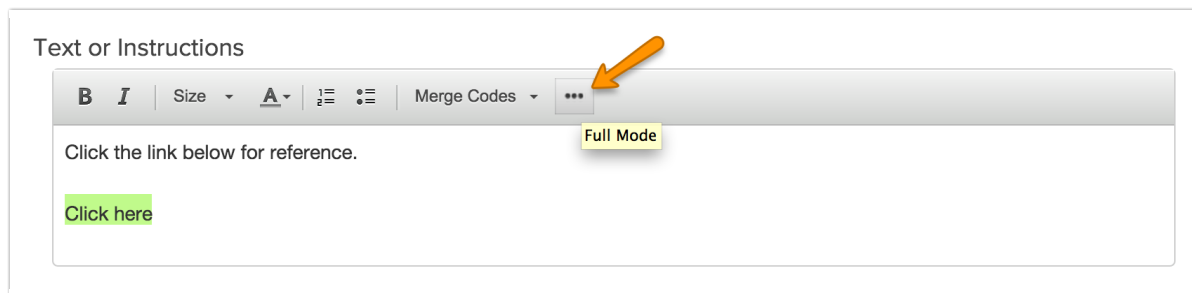 Text or Instructions
B I Size A Merge Codes •••
Full Mode
Click the link below for reference.
Click here